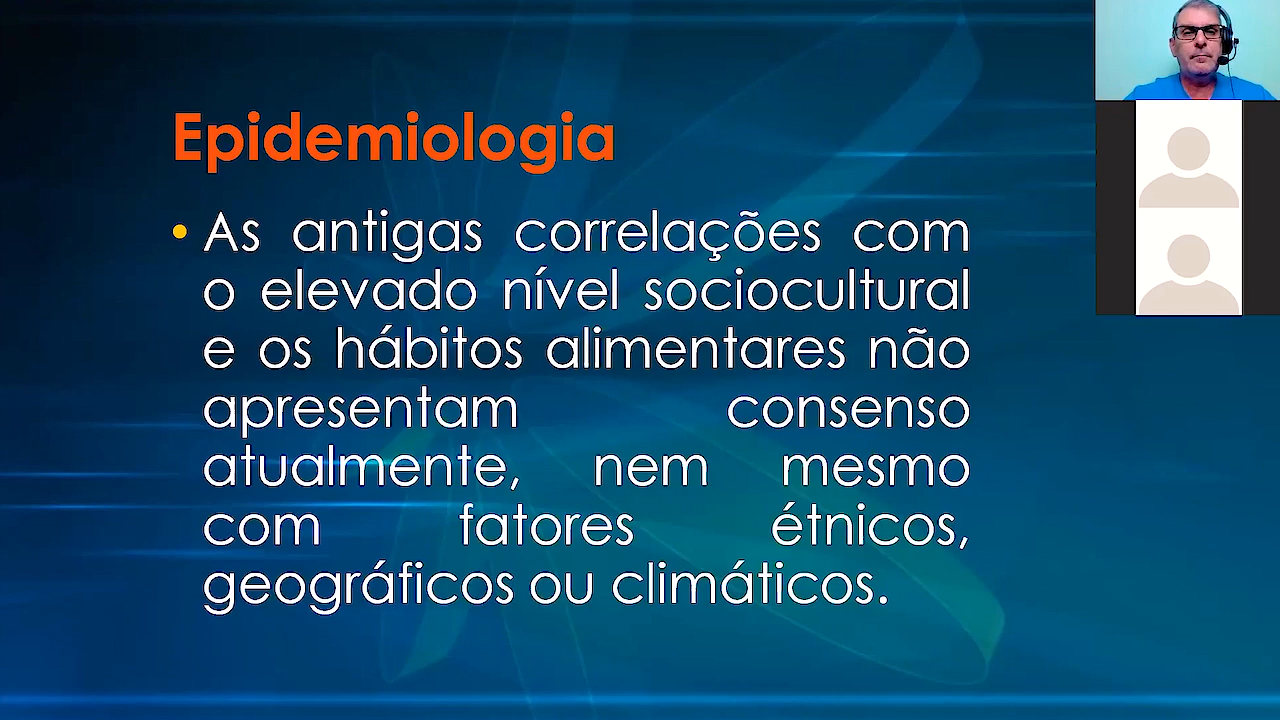 Epidemiologia
• As antigas correlações com
o elevado nível sociocultural
e os hábitos alimentares não
apresentam consenso
atualmente, nem mesmo
com fatores étnicos,
geográficos ou climáticos.